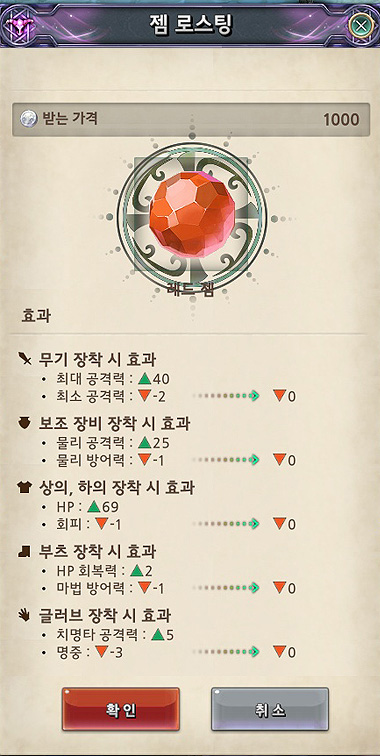 젬 로스팅
받는 가격 1000
레드 젬
효과
무기 장착 시 효과
• 최대 공격력 : ▲40
• 최소 공격력 : ▼-2 ▼0
보조 장비 장착 시 효과
• 물리 공격력 : ▲25
• 물리 방어력 : ▼-1 ▼0
상의, 하의 장착 시 효과
• HP : ▲69
• 회피 : ▼-1 ▼0
부츠 장착 시 효과
• HP 회복력 : ▲2
• 마법 방어력 : ▼-1 ▼0
글러브 장착 시 효과
• 치명타 공격력 : ▲5
• 명중 : ▼-3 ▼0
확인 취소